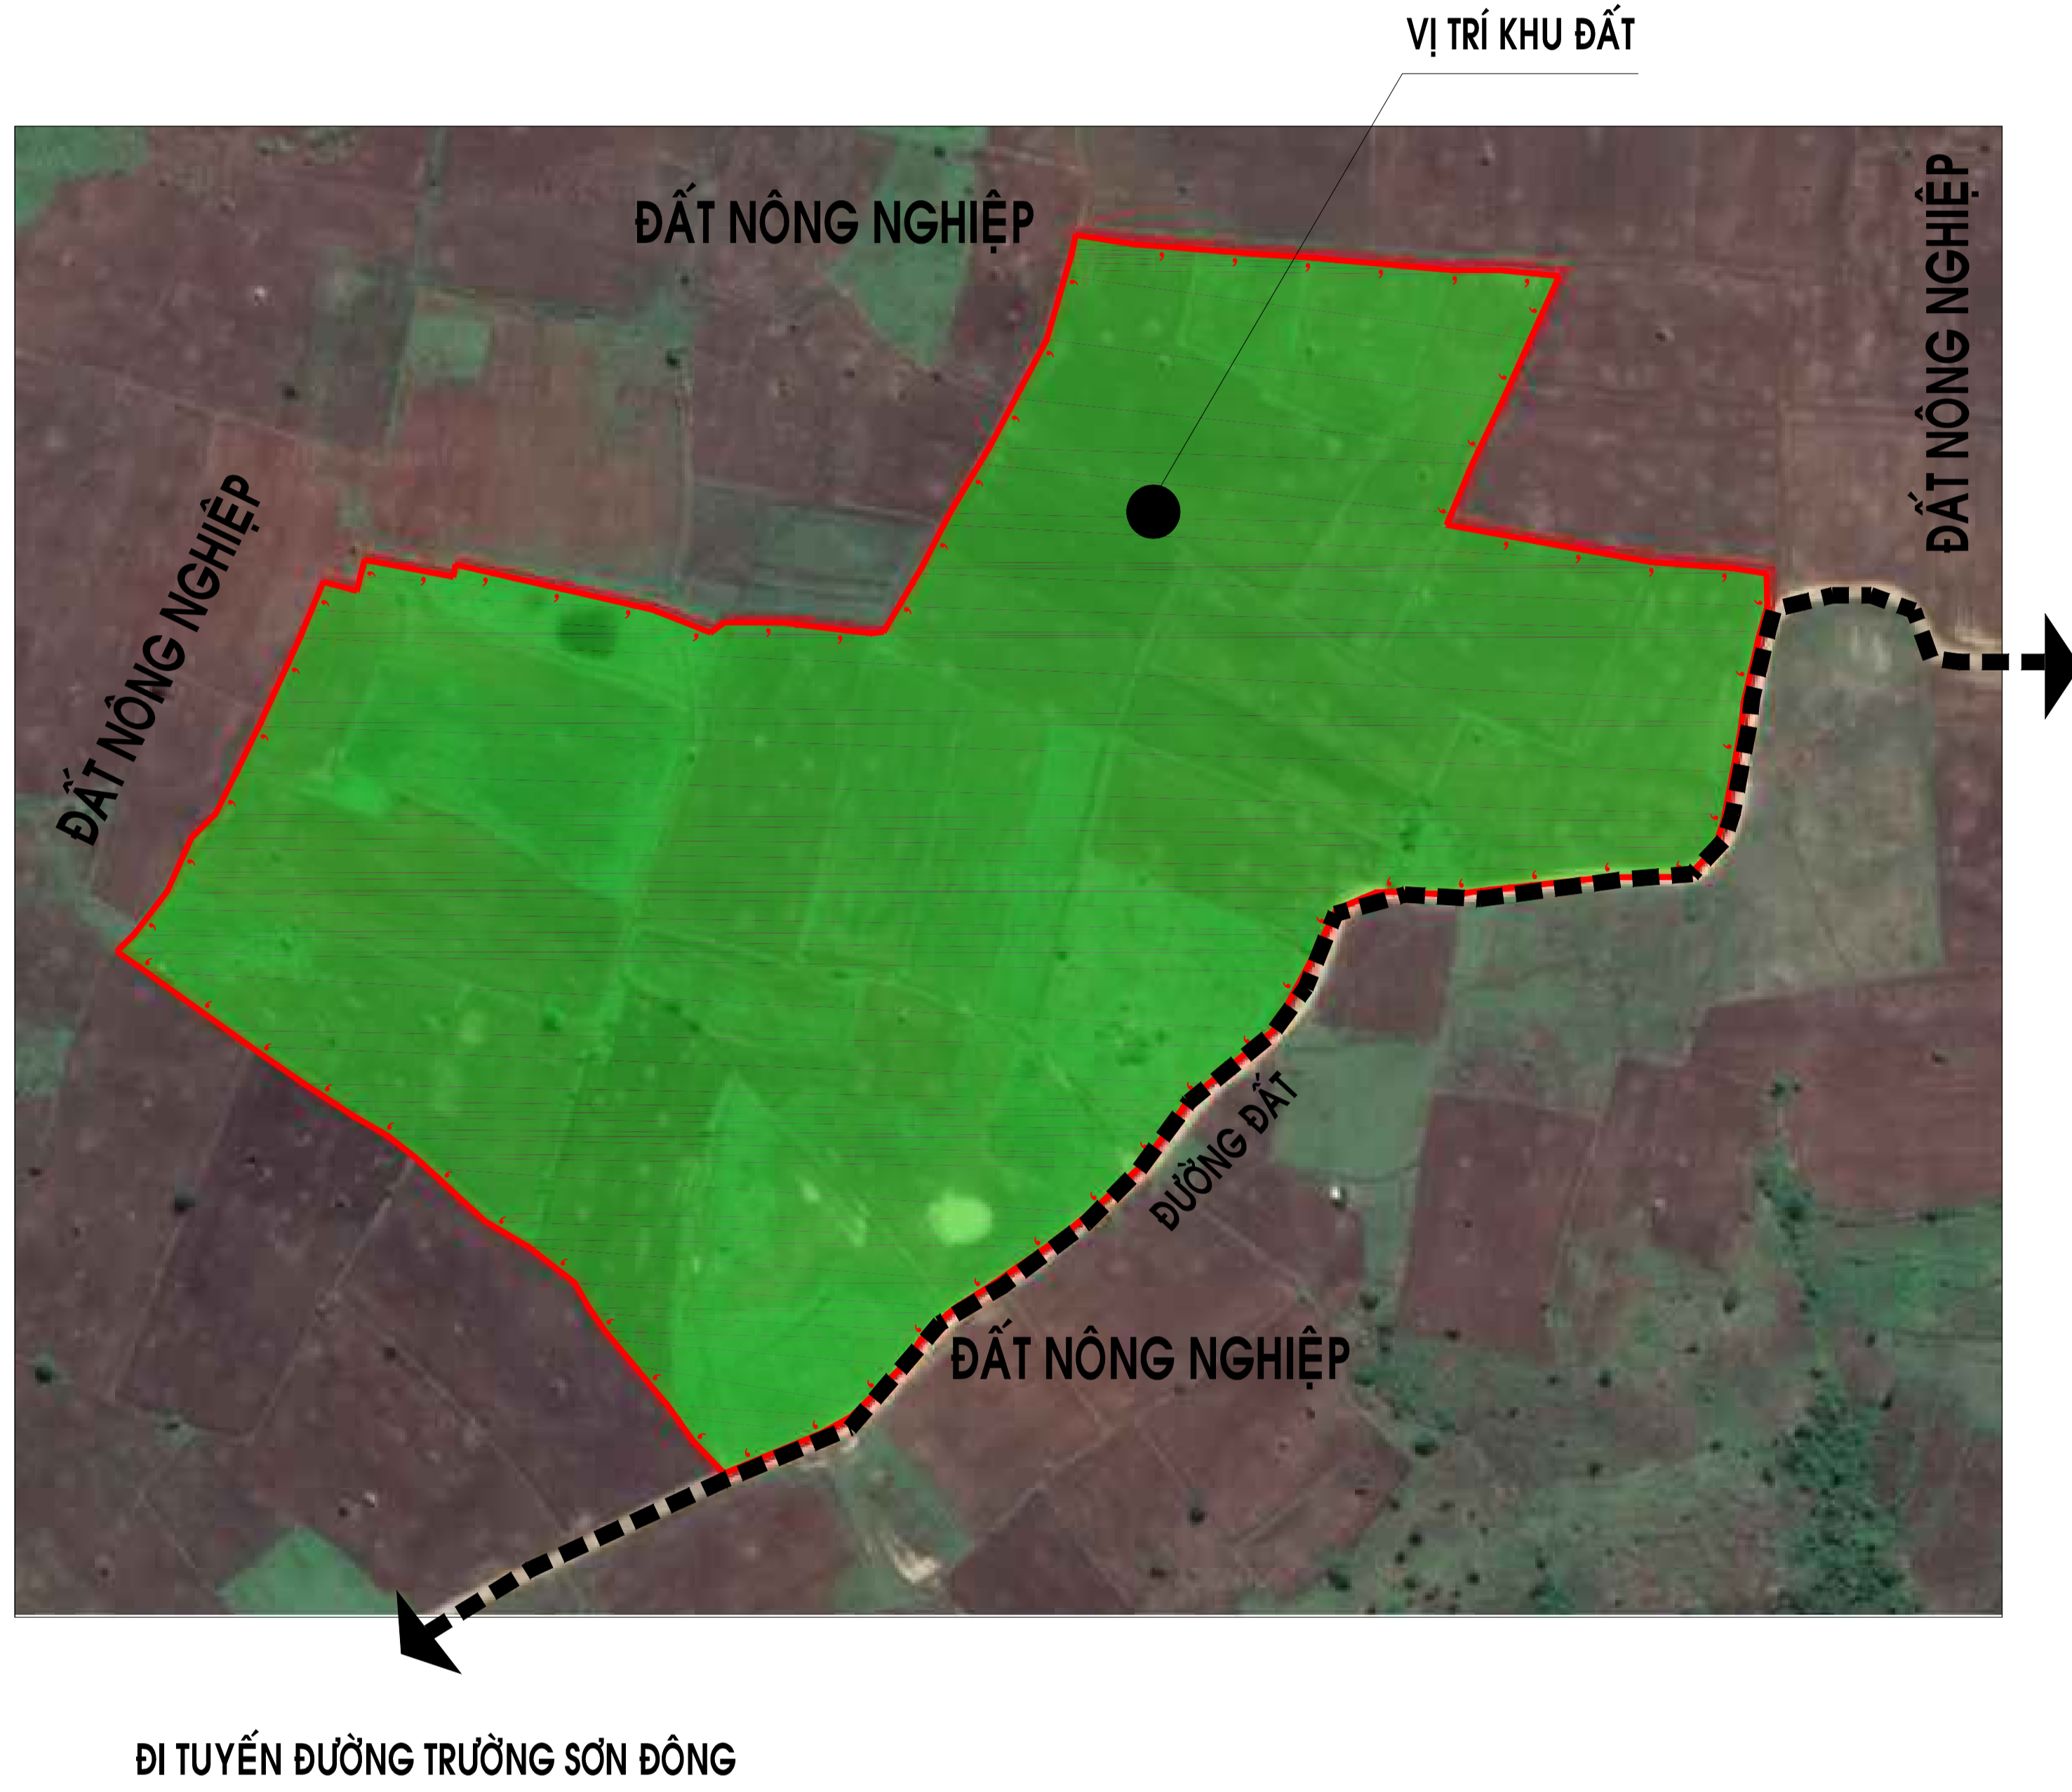 VỊ TRÍ KHU ĐẤT
ĐẤT NÔNG NGHIỆP
ĐẤT NÔNG NGHIỆP
ĐẤT NÔNG NGHIỆP
ĐƯỜNG ĐẤT
ĐẤT NÔNG NGHIỆP
ĐI TUYẾN ĐƯỜNG TRƯỜNG SƠN ĐÔNG